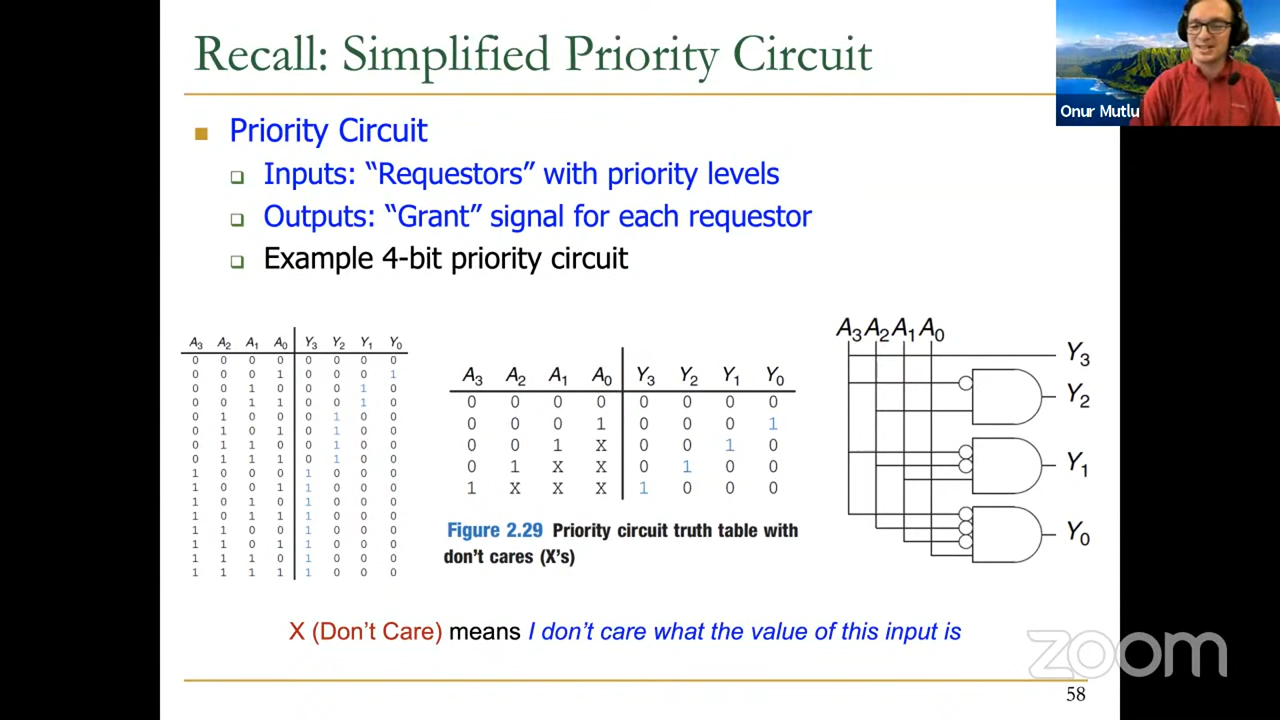 Recall: Simplified Priority Circuit
Onur Mutlu
Priority Circuit
Inputs: “Requestors” with priority levels
Outputs: “Grant” signal for each requestor
Example 4-bit priority circuit
A3 A2 A1 A0 Y3 Y2 Y1 Y0
0 0 0 0 0 0 0 0
0 0 0 1 0 0 0 1
0 0 1 0 0 0 1 0
0 0 1 1 0 0 1 0
0 1 0 0 0 1 0 0
0 1 0 1 0 1 0 0
0 1 1 0 0 1 0 0
0 1 1 1 0 1 0 0
1 0 0 0 1 0 0 0
1 0 0 1 1 0 0 0
1 0 1 0 1 0 0 0
1 0 1 1 1 0 0 0
1 1 0 0 1 0 0 0
1 1 0 1 1 0 0 0
1 1 1 0 1 0 0 0
1 1 1 1 1 0 0 0
A3 A2 A1 A0 Y3 Y2 Y1 Y0
0 0 0 0 0 0 0 0
0 0 0 1 0 0 0 1
0 0 1 X 0 0 1 0
0 1 X X 0 1 0 0
1 X X X 1 0 0 0
Figure 2.29 Priority circuit truth table with
don’t cares (X’s)
A3 A2 A1 A0
Y3
Y2
Y1
Y0
X (Don’t Care) means I don’t care what the value of this input is
zoom
58